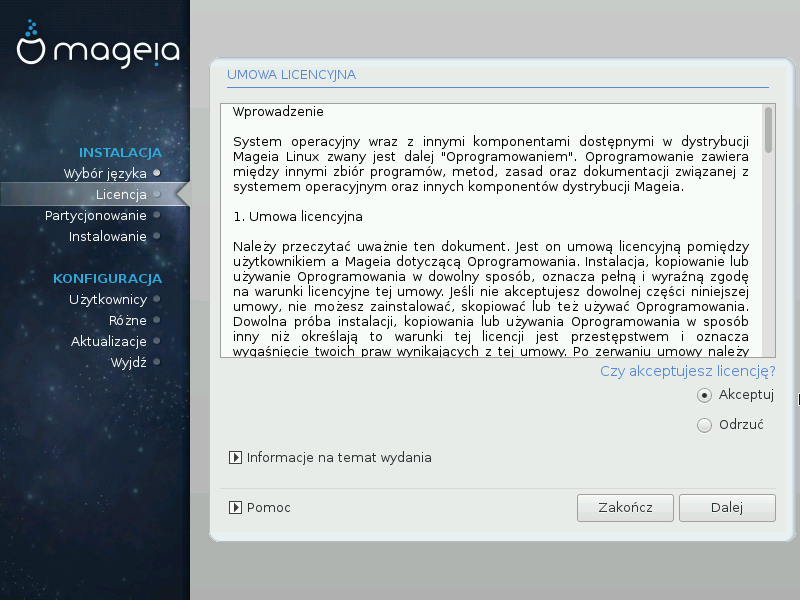 mageia
INSTALACJA
Wybór języka
Licencja
Partycjonowanie
Instalowanie
KONFIGURACJA
Użytkownicy
Różne
Aktualizacje
Wyjdź
UMOWA LICENCYJNA
Wprowadzenie
System operacyjny wraz z innymi komponentami dostępnymi w dystrybucji
Mageia Linux zwany jest dalej "Oprogramowaniem". Oprogramowanie zawiera
między innymi zbiór programów, metod, zasad oraz dokumentacji związanej z
systemem operacyjnym oraz innych komponentów dystrybucji Mageia.
1. Umowa licencyjna
Należy przeczytać uważnie ten dokument. Jest on umową licencyjną pomiędzy
użytkownikiem a Mageia dotyczącą Oprogramowania. Instalacja, kopiowanie lub
używanie Oprogramowania w dowolny sposób, oznacza pełną i wyraźną zgodę
na warunki licencyjne tej umowy. Jeśli nie akceptujesz dowolnej części niniejszej
umowy, nie możesz zainstalować, skopiować lub też używać Oprogramowania.
Dowolna próba instalacji, kopiowania lub używania Oprogramowania w sposób
inny niż określają to warunki tej licencji jest przestępstwem i oznacza
wygaśnięcie twoich praw wynikających z tej umowy. Po zerwaniu umowy należy
Czy akceptujesz licencję?
Akceptuj
Odrzuć
Informacje na temat wydania
Pomoc
Zakończ
Dalej